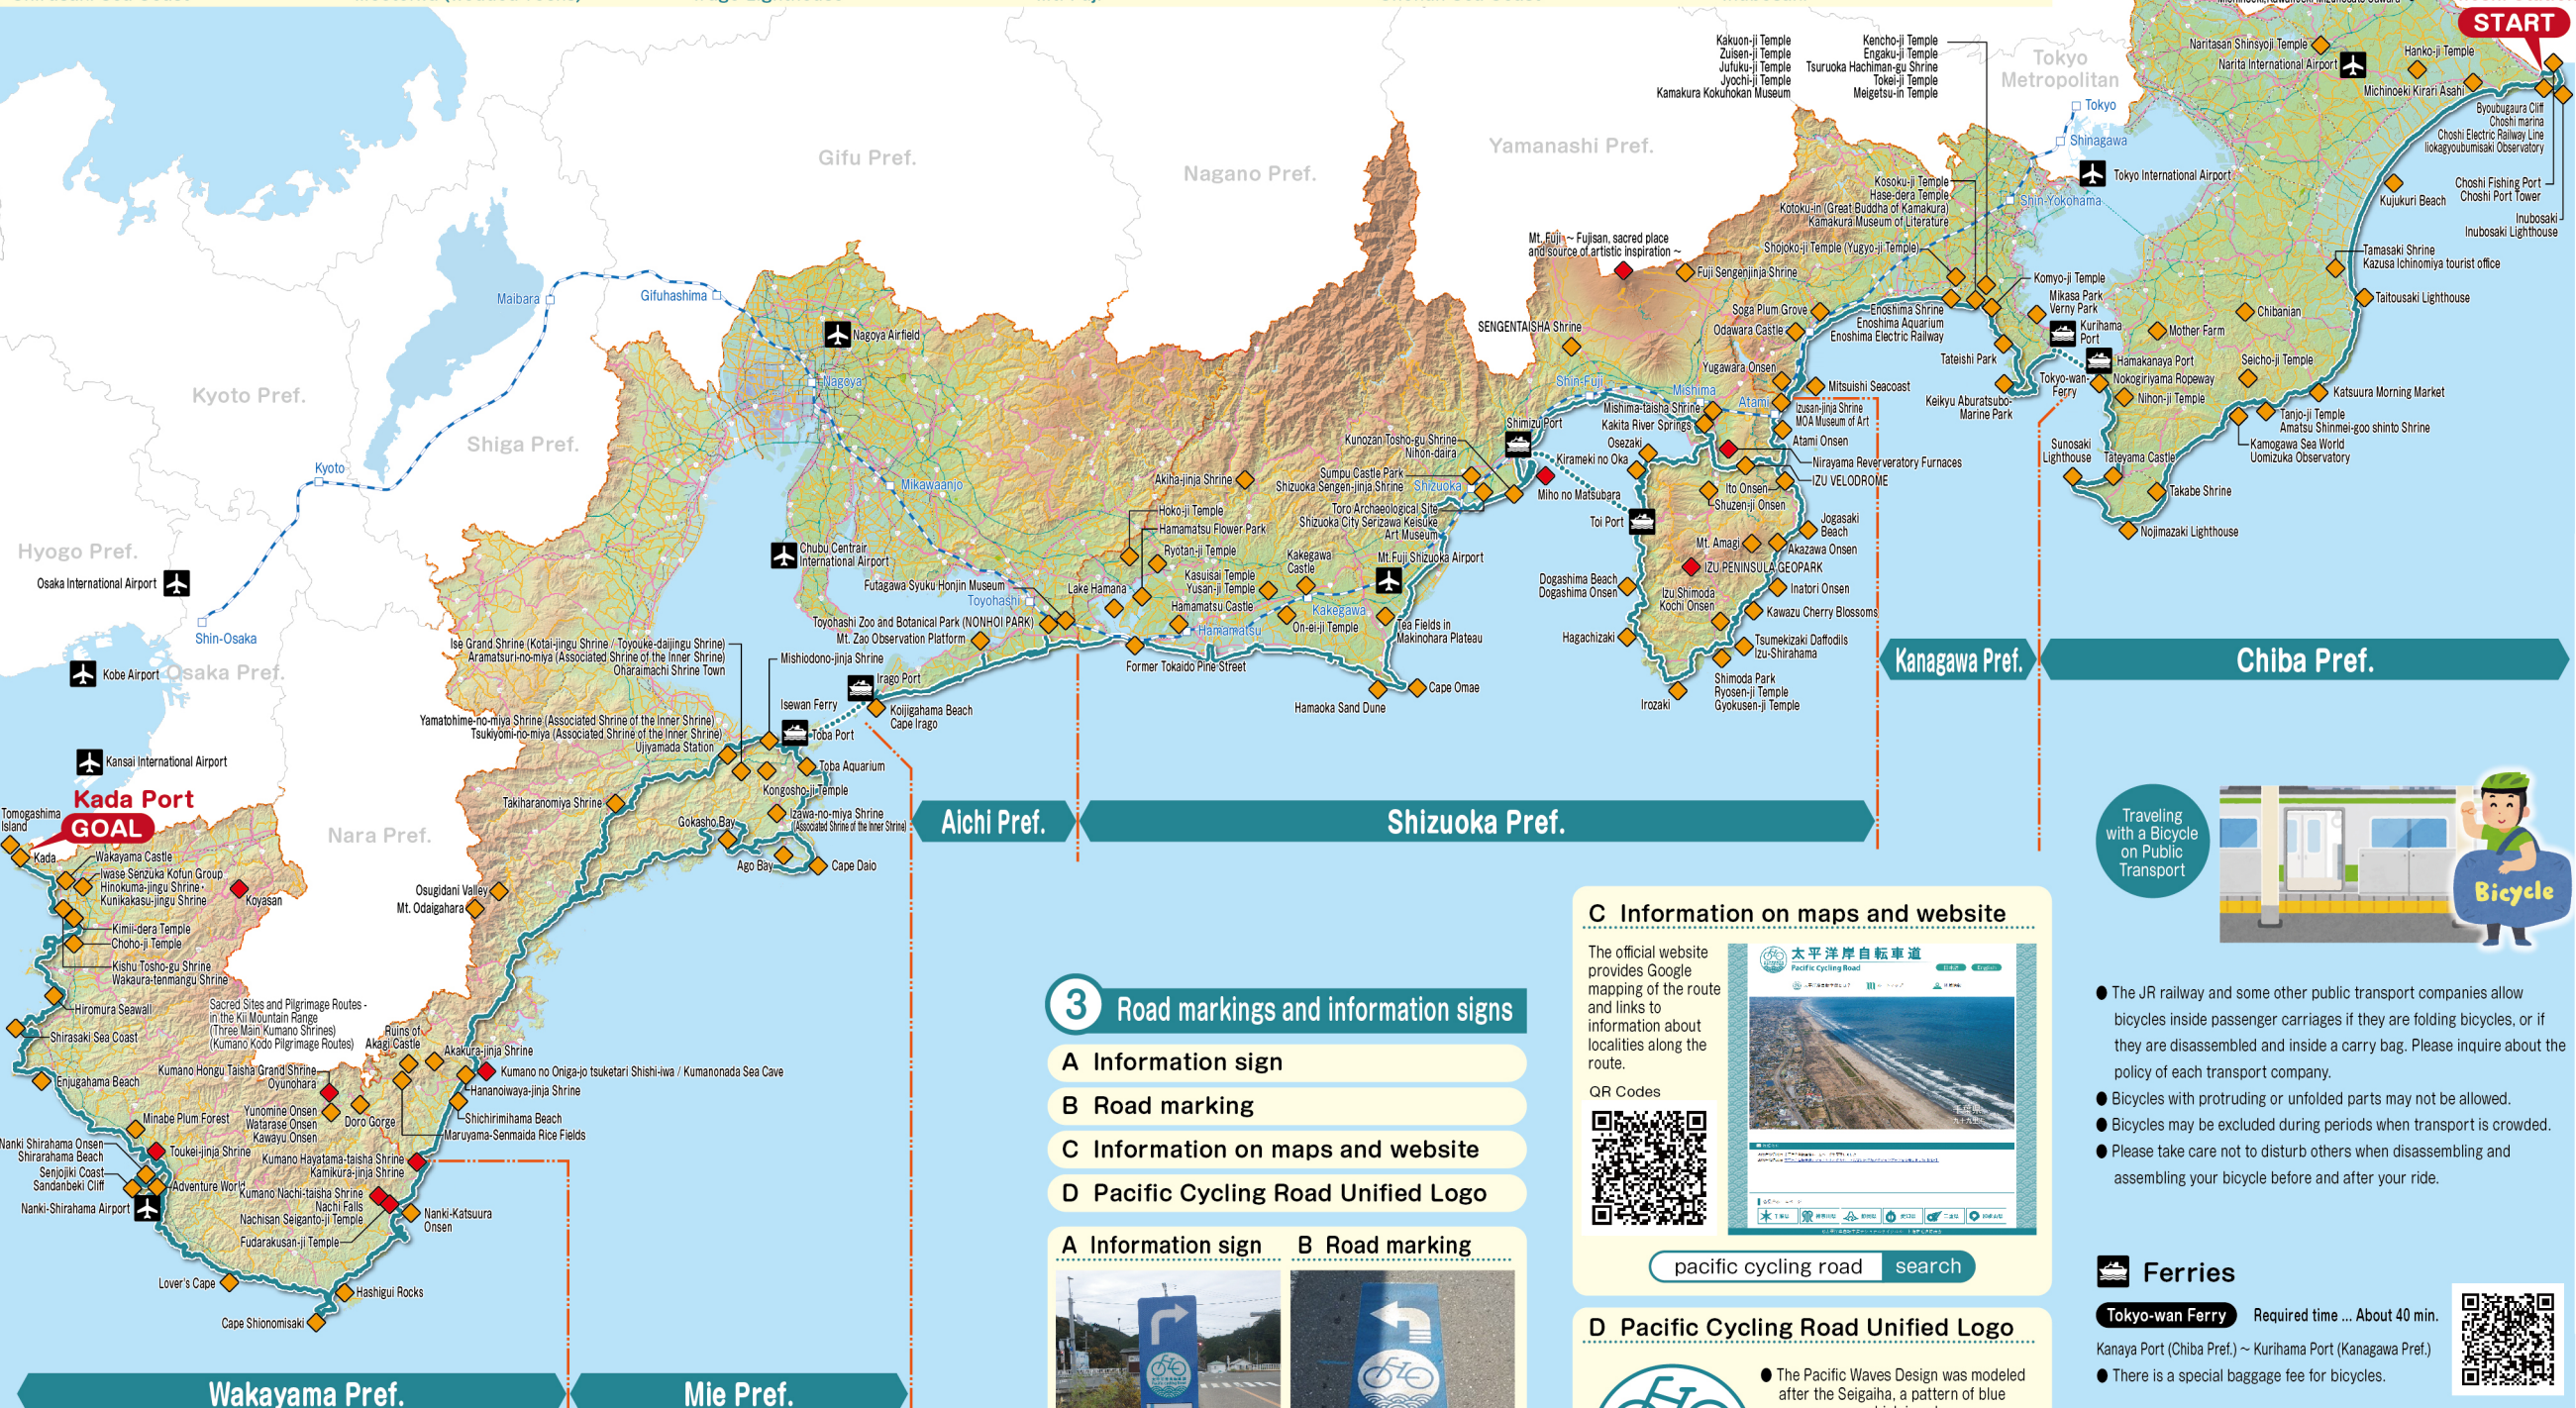 START
Kakuon-ji Temple
Zuisen-ji Temple
Jufuku-ji Temple
Jyochi-ji Temple
Kamakura Kokuhokan Museum
Kencho-ji Temple
Engaku-ji Temple
Tsuruoka Hachiman-gu Shrine
Tokei-ji Temple
Meigetsu-in Temple
Tokyo
Metropolitan
Tokyo
Shinagawa
Tokyo International Airport
Shin-Yokohama
Naritasan Shinsyoji Temple
Narita International Airport
Hanko-ji Temple
Michinoeki Kirari Asahi
Byoubugaura Cliff
Choshi marina
Choshi Electric Railway Line
Iiokagyoubumisaki Observatory
Choshi Fishing Port
Choshi Port Tower
Inubosaki
Inubosaki Lighthouse
Kujukuri Beach
Tamasaki Shrine
Kazusa Ichinomiya tourist office
Taitousaki Lighthouse
Chibanian
Mother Farm
Seicho-ji Temple
Katsuura Morning Market
Tanjo-ji Temple
Amatsu Shinmei-goo shinto Shrine
Kamogawa Sea World
Uomizuka Observatory
Hamakanaya Port
Nokogiriyama Ropeway
Nihon-ji Temple
Tokyo-wan-
Ferry
Sunosaki
Lighthouse
Tateyama Castle
Takabe Shrine
Nojimazaki Lighthouse
Kosoku-ji Temple
Hase-dera Temple
Kotoku-in (Great Buddha of Kamakura)
Kamakura Museum of Literature
Shojoko-ji Temple (Yugyo-ji Temple)
Komyo-ji Temple
Mikasa Park
Verny Park
Kurihama
Port
Enoshima Shrine
Enoshima Aquarium
Enoshima Electric Railway
Tateishi Park
Keikyu Aburatsubo-
Marine Park
Yamanashi Pref.
Nagano Pref.
Gifu Pref.
Mt. Fuji ~ Fujisan, sacred place
and source of artistic inspiration ~
Fuji Sengenjinja Shrine
Soga Plum Grove
Odawara Castle
SENGENTAISHA Shrine
Yugawara Onsen
Mitsuishi Seacoast
Shin-Fuji
Mishima
Atami
Mishima-taisha Shrine
Kakita River Springs
Izusan-jinja Shrine
MOA Museum of Art
Atami Onsen
Osezaki
Kirameki no Oka
Nirayama Reververatory Furnaces
IZU VELODROME
Ito Onsen
Shuzen-ji Onsen
Toi Port
Jogasaki
Beach
Mt. Amagi
Akazawa Onsen
IZU PENINSULA GEOPARK
Inatori Onsen
Dogashima Beach
Dogashima Onsen
Izu Shimoda
Kochi Onsen
Kawazu Cherry Blossoms
Hagachizaki
Tsumekizaki Daffodils
Izu-Shirahama
Shimoda Park
Ryosen-ji Temple
Gyokusen-ji Temple
Irozaki
Shimizu Port
Kunozan Tosho-gu Shrine
Nihon-daira
Sumpu Castle Park
Shizuoka Sengen-jinja Shrine
Shizuoka
Miho no Matsubara
Toro Archaeological Site
Shizuoka City Serizawa Keisuke
Art Museum
Mt.Fuji Shizuoka Airport
Akiha-jinja Shrine
Hoko-ji Temple
Hamamatsu Flower Park
Ryotan-ji Temple
Kakegawa
Castle
Kasuisai Temple
Yusan-ji Temple
Lake Hamana
Hamamatsu Castle
Hamamatsu
Kakegawa
On-ei-ji Temple
Tea Fields in
Makinohara Plateau
Former Tokaido Pine Street
Hamaoka Sand Dune
Cape Omae
Maibara
Gifuhashima
Nagoya Airfield
Nagoya
Mikawaanjo
Chubu Centrair
International Airport
Futagawa Syuku Honjin Museum
Toyohashi
Toyohashi Zoo and Botanical Park (NONHOI PARK)
Mt. Zao Observation Platform
Irago Port
Koijigahama Beach
Cape Irago
Isewan Ferry
Toba Port
Kyoto Pref.
Shiga Pref.
Kyoto
Hyogo Pref.
Osaka International Airport
Shin-Osaka
Kobe Airport
Osaka Pref.
Kansai International Airport
Nara Pref.
Ise Grand Shrine (Kotai-jingu Shrine / Toyouke-daijingu Shrine)
Aramatsuri-no-miya (Associated Shrine of the Inner Shrine)
Oharaimachi Shrine Town
Mishiodono-jinja Shrine
Yamatohime-no-miya Shrine (Associated Shrine of the Inner Shrine)
Tsukiyomi-no-miya (Associated Shrine of the Inner Shrine)
Ujiyamada Station
Toba Aquarium
Kongosho-ji Temple
Takiharanomiya Shrine
Izawa-no-miya Shrine
(Associated Shrine of the Inner Shrine)
Gokasho Bay
Ago Bay
Cape Daio
Osugidani Valley
Mt. Odaigahara
Kada Port
GOAL
Tomogashima
Island
Kada
Wakayama Castle
Iwase Senzuka Kofun Group
Hinokuma-jingu Shrine・
Kunikakasu-jingu Shrine
Koyasan
Kimii-dera Temple
Choho-ji Temple
Kishu Tosho-gu Shrine
Wakaura-tenmangu Shrine
Hiromura Seawall
Shirasaki Sea Coast
Enjugahama Beach
Sacred Sites and Pilgrimage Routes -
in the Kii Mountain Range
(Three Main Kumano Shrines)
(Kumano Kodo Pilgrimage Routes)
Ruins of
Akagi Castle
Akakura-jinja Shrine
Kumano Hongu Taisha Grand Shrine
Oyunohara
Kumano no Oniga-jo tsuketari Shishi-iwa / Kumanonada Sea Cave
Hananoiwaya-jinja Shrine
Yunomine Onsen
Watarase Onsen
Kawayu Onsen
Doro Gorge
Shichirimihama Beach
Maruyama-Senmaida Rice Fields
Minabe Plum Forest
Nanki Shirahama Onsen
Shirarahama Beach
Toukei-jinja Shrine
Senjojiki Coast
Sandanbeki Cliff
Adventure World
Nanki-Shirahama Airport
Kumano Hayatama-taisha Shrine
Kamikura-jinja Shrine
Kumano Nachi-taisha Shrine
Nachi Falls
Nachisan Seiganto-ji Temple
Fudarakusan-ji Temple
Nanki-Katsuura
Onsen
Lover's Cape
Hashigui Rocks
Cape Shionomisaki
Wakayama Pref.
Mie Pref.
Aichi Pref.
Shizuoka Pref.
Kanagawa Pref.
Chiba Pref.
3 Road markings and information signs
A Information sign
B Road marking
C Information on maps and website
D Pacific Cycling Road Unified Logo
A Information sign
B Road marking
C Information on maps and website
The official website
provides Google
mapping of the route
and links to
information about
localities along the
route.
QR Codes
太平洋岸自転車道
Pacific Cycling Road
pacific cycling road
search
D Pacific Cycling Road Unified Logo
● The Pacific Waves Design was modeled
after the Seigaiha, a pattern of blue
Traveling
with a Bicycle
on Public
Transport
Bicycle
● The JR railway and some other public transport companies allow
bicycles inside passenger carriages if they are folding bicycles, or if
they are disassembled and inside a carry bag. Please inquire about the
policy of each transport company.
● Bicycles with protruding or unfolded parts may not be allowed.
● Bicycles may be excluded during periods when transport is crowded.
● Please take care not to disturb others when disassembling and
assembling your bicycle before and after your ride.
Ferries
Tokyo-wan Ferry Required time ... About 40 min.
Kanaya Port (Chiba Pref.) ~ Kurihama Port (Kanagawa Pref.)
● There is a special baggage fee for bicycles.